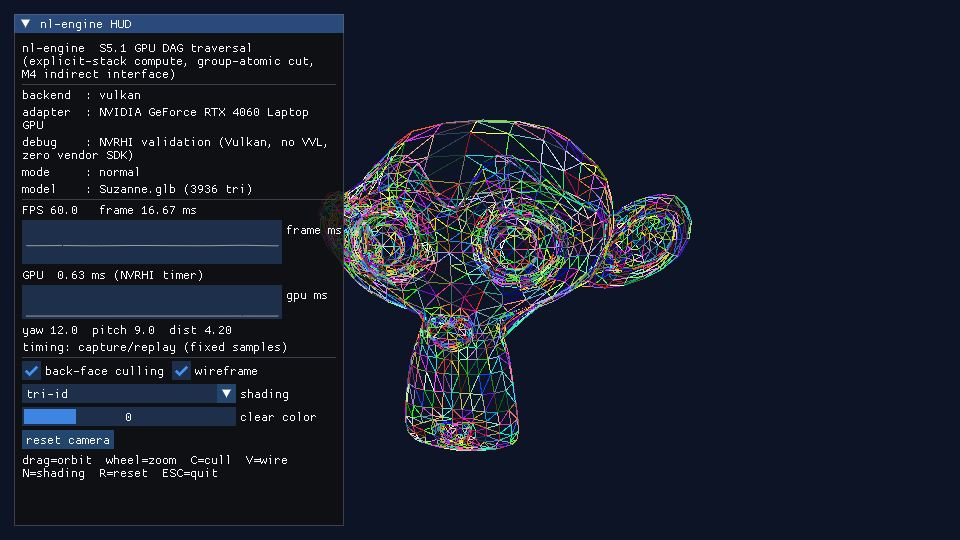 nl-engine HUD
nl-engine  S5.1 GPU DAG traversal
(explicit-stack compute, group-atomic cut,
M4 indirect interface)
backend  : vulkan
adapter  : NVIDIA GeForce RTX 4060 Laptop
GPU
debug    : NVRHI validation (Vulkan, no VVL,
zero vendor SDK)
mode     : normal
model    : Suzanne.glb (3936 tri)
FPS 60.0   frame 16.67 ms
frame ms
GPU  0.63 ms (NVRHI timer)
gpu ms
yaw 12.0  pitch 9.0  dist 4.20
timing: capture/replay (fixed samples)
back-face culling  wireframe
tri-id  shading
0  clear color
reset camera
drag=orbit  wheel=zoom  C=cull  V=wire
N=shading  R=reset  ESC=quit